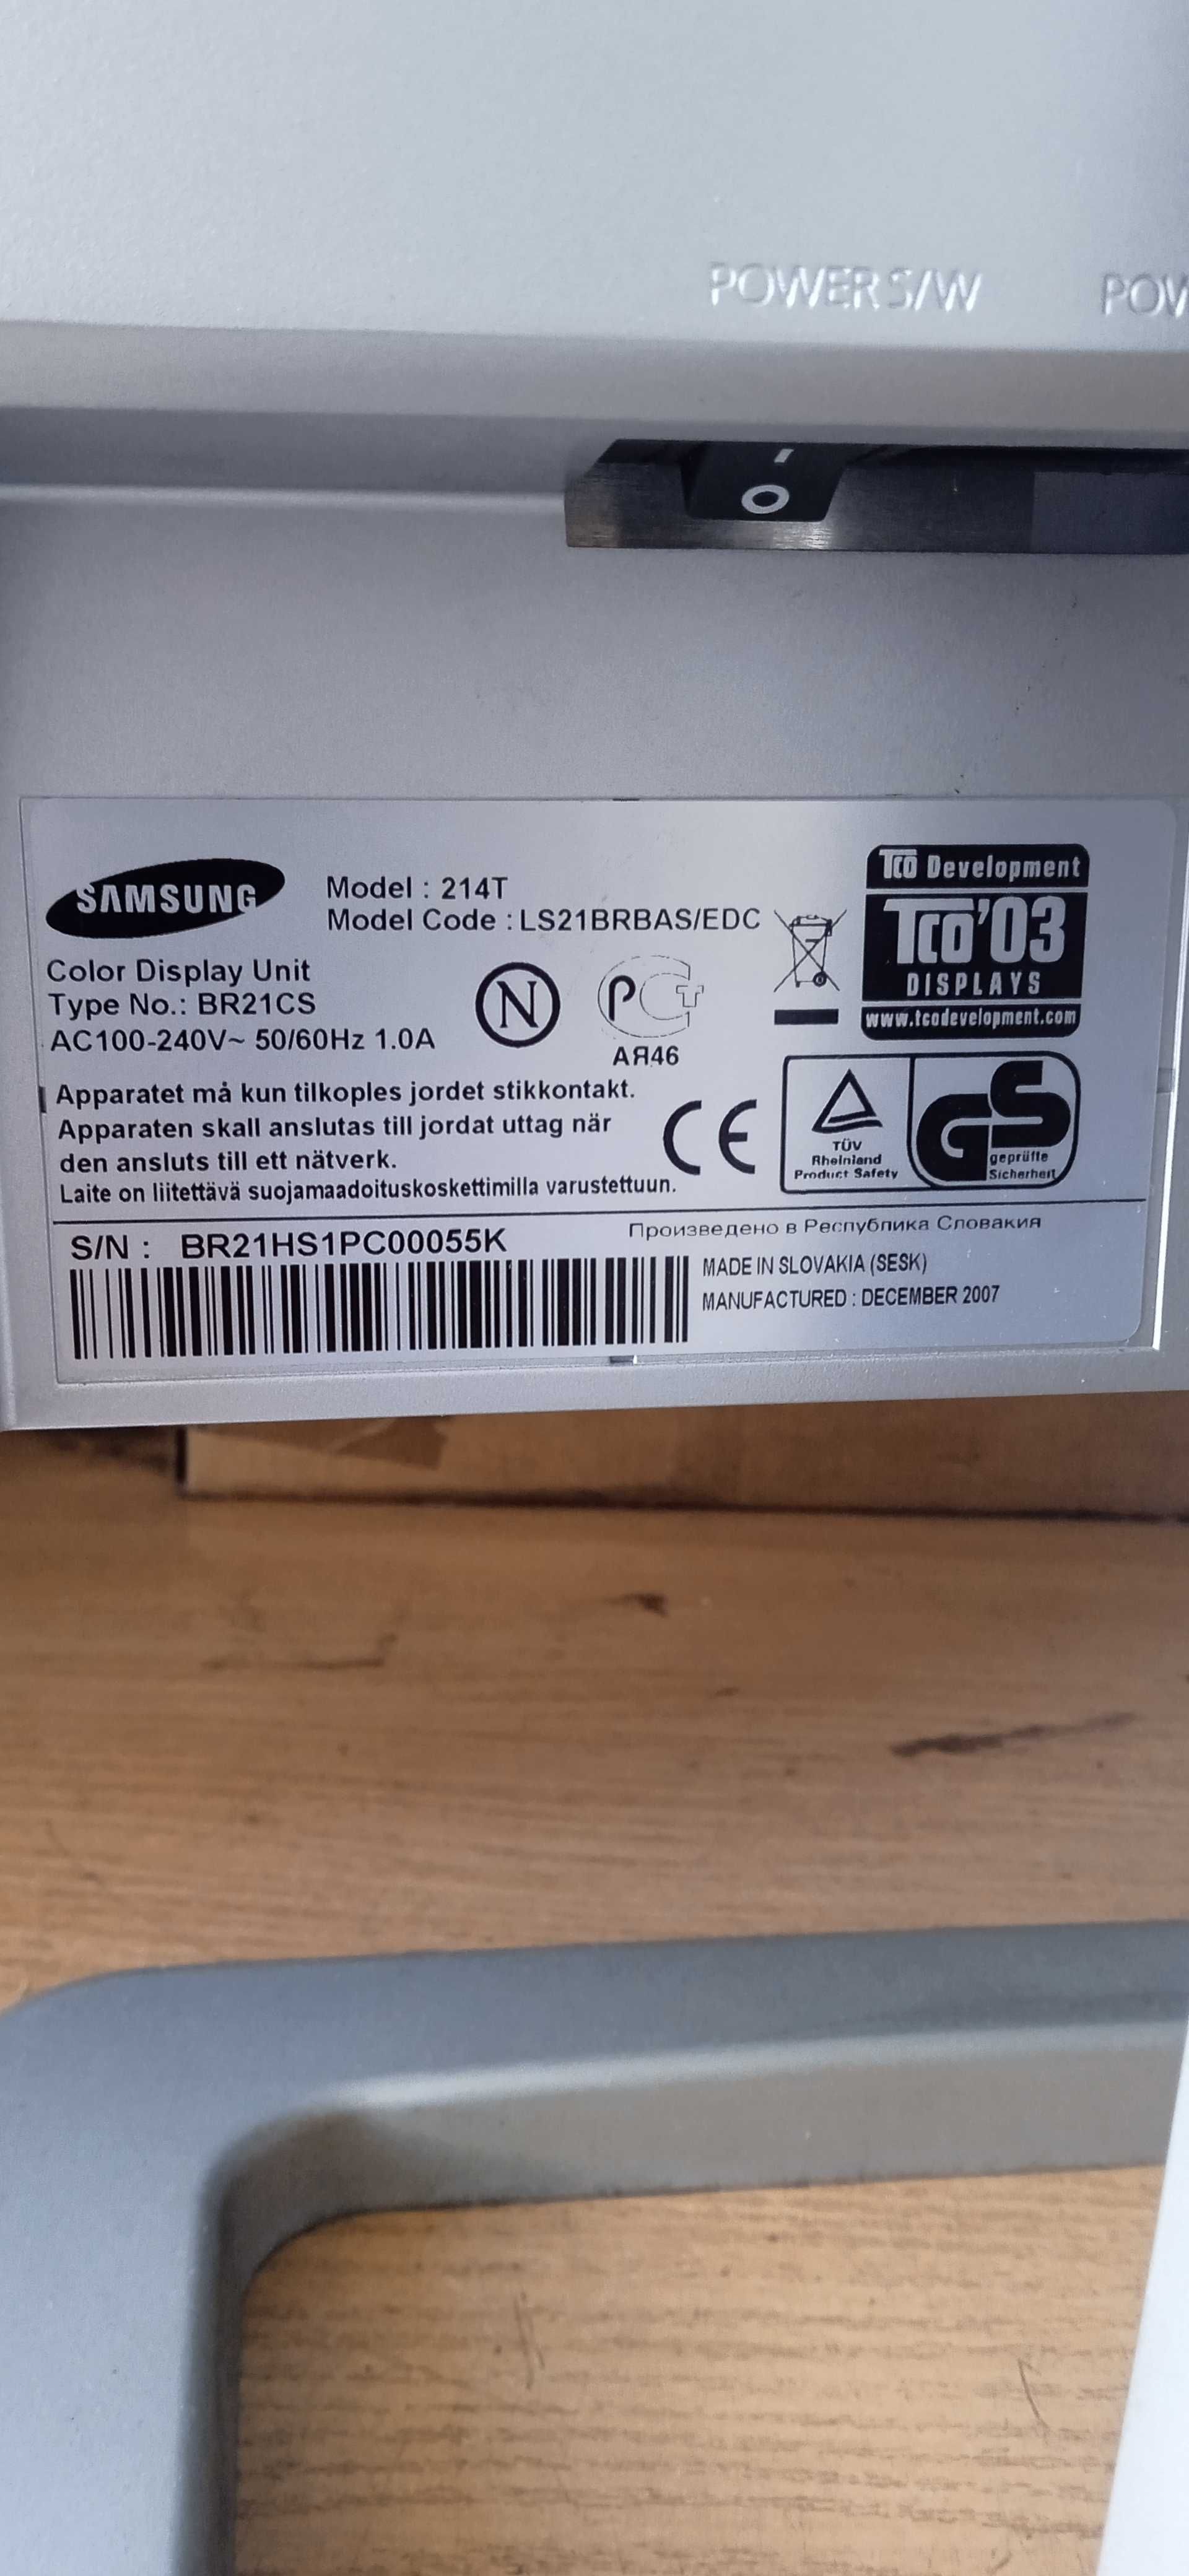 POWER S/W
POW
SAMSUNG
Model : 214T
Model Code : LS21BRBAS/EDC
Color Display Unit
Type No.: BR21CS
AC100-240V~ 50/60Hz 1.0A
N
РСТ
АЯ46
TCO Development
TCO'03
DISPLAYS
www.tcodevelopment.com
Apparatet må kun tilkoples jordet stikkontakt.
Apparaten skall anslutas till jordat uttag när
den ansluts till ett nätverk.
Laite on liitettävä suojamaadoituskoskettimilla varustettuun.
CE
TÜV
Rheinland
Product Safety
GS
geprüfte
Sicherheit
S/N : BR21HS1PC00055K
Произведено в Республика Словакия
MADE IN SLOVAKIA (SESK)
MANUFACTURED : DECEMBER 2007